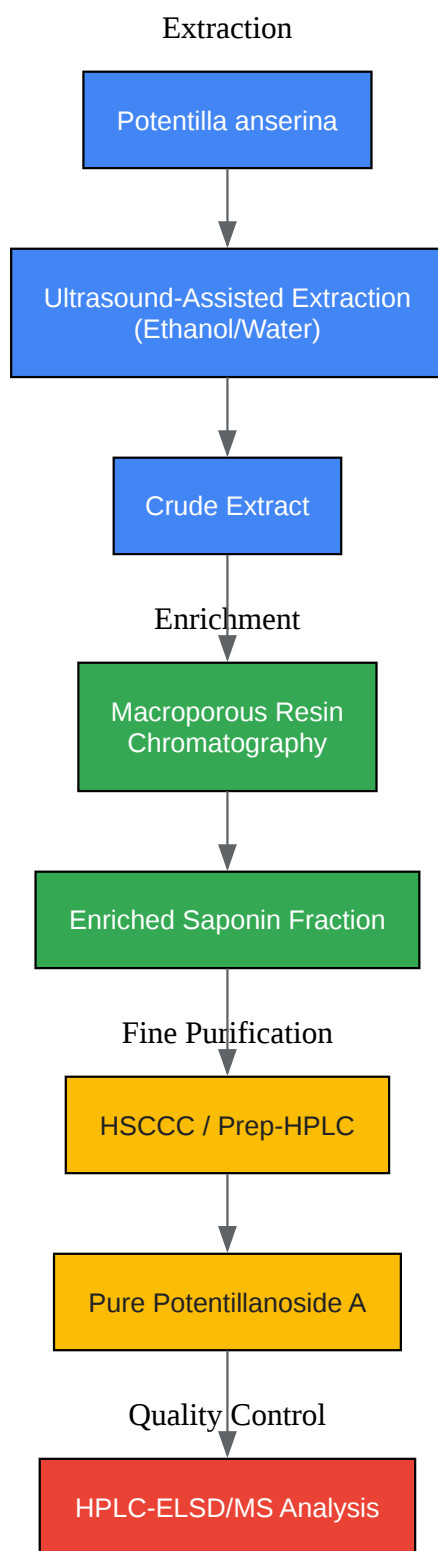 Extraction
Potentilla anserina
Ultrasound-Assisted Extraction
(Ethanol/Water)
Crude Extract
Enrichment
Macroporous Resin
Chromatography
Enriched Saponin Fraction
Fine Purification
HSCCC / Prep-HPLC
Pure Potentillanoside A
Quality Control
HPLC-ELSD/MS Analysis